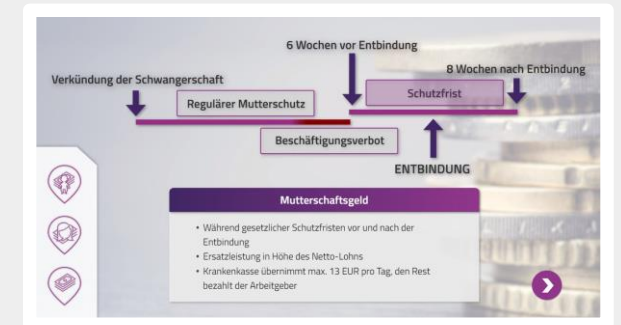 6 Wochen vor Entbindung
8 Wochen nach Entbindung
Verkündung der Schwangerschaft
Schutzfrist
Regulärer Mutterschutz
Beschäftigungsverbot
ENTBINDUNG
Mutterschaftsgeld
• Während gesetzlicher Schutzfristen vor und nach der
Entbindung
• Ersatzleistung in Höhe des Netto-Lohns
• Krankenkasse übernimmt max. 13 EUR pro Tag, den Rest
bezahlt der Arbeitgeber